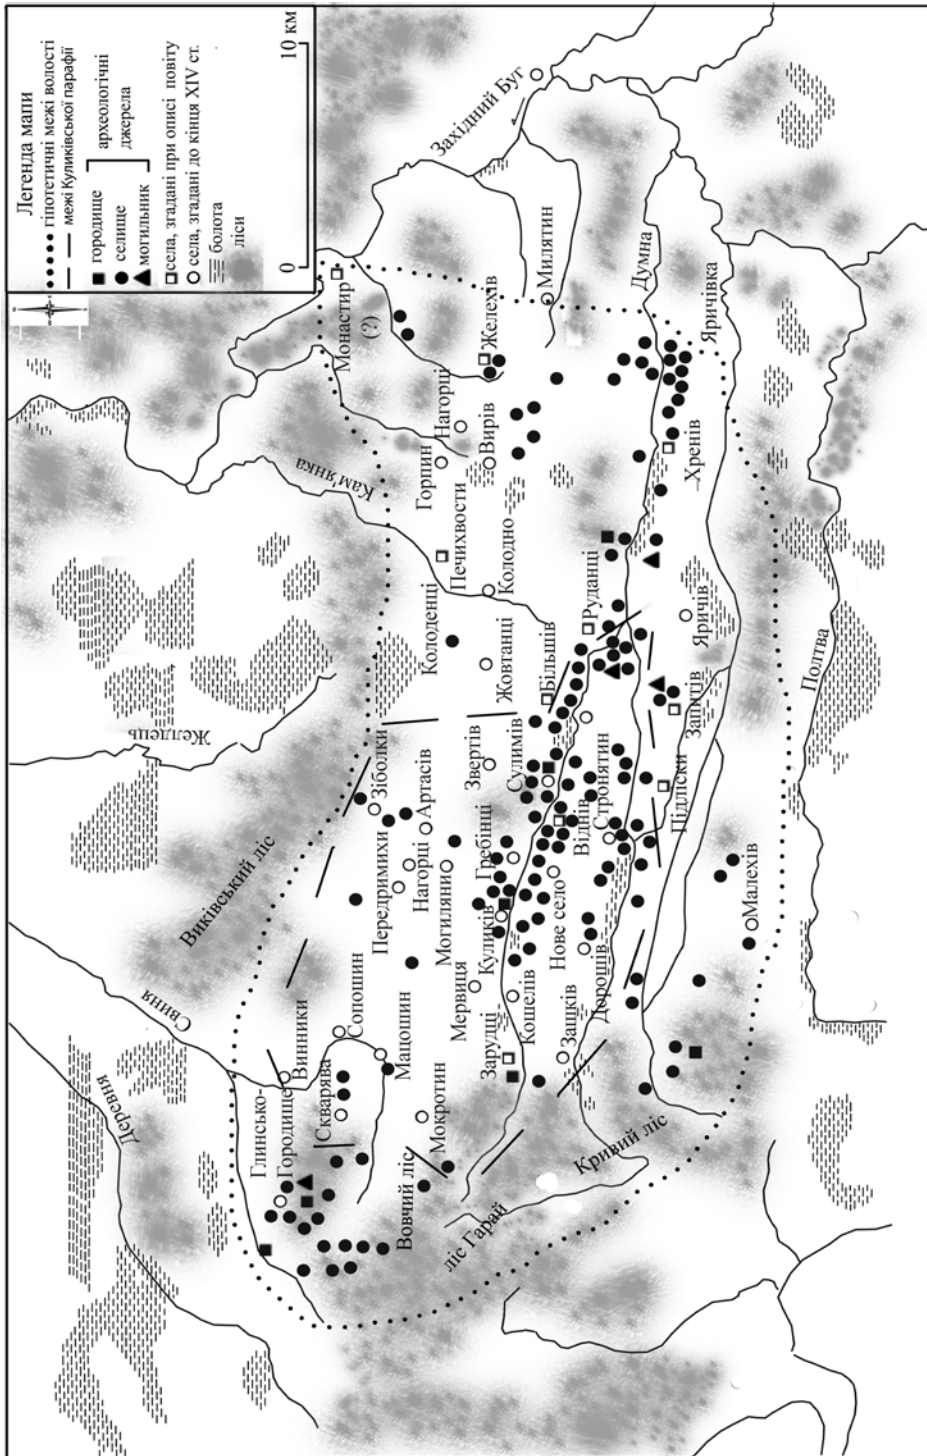 Легенда мапи
гіпотетичні межі волості
межі Куликівської парафії
городище
селище
могильник
археологічні
джерела
села, згадані при описі повіту
села, згадані до кінця XIV ст.
болота
ліси
0
10 км
Західний Буг
Монастир
(?)
Желехів
Милятин
Думна
Яричівка
Нагорці
Вирів
Горпин
Кам'янка
Хренів
Печихвости
Колодно
Руданці
Яричів
Полтва
Колоденці
Жовтанці
Більшів
Запитів
Желдець
Зіболки
Артасів
Звертів
Сулимів
Відиів
Стронятин
Підліски
Виківський ліс
Передримихи
Нагорці
Могиляни
Гребінці
Куликів
Нове село
Малехів
Свиня
Винники
Сопошин
Мацошин
Мервиця
Зарудці
Кошелів
Зашків
Дорошів
Деревня
Глинсько-
Городище
Скварява
Мокротин
Вовчий ліс
ліс Гарай
Кривий ліс